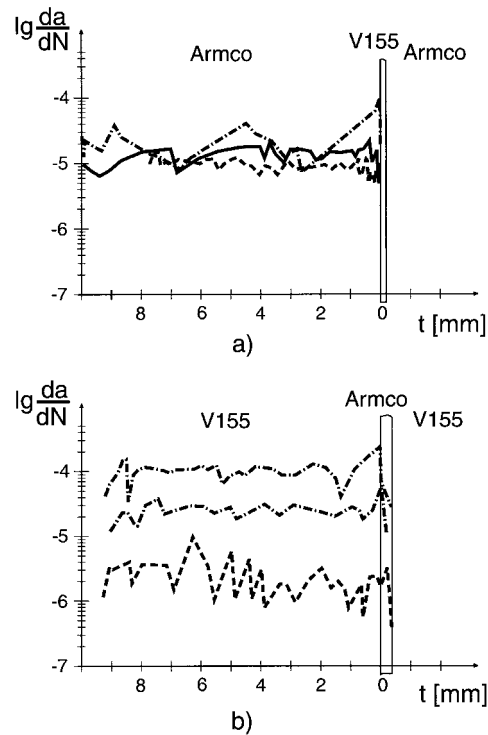 lg da/dN
V155
Armco
Armco
-4
-5
-6
-7
8 6 4 2 0
t [mm]
a)
lg da/dN
Armco
V155
V155
-4
-5
-6
-7
8 6 4 2 0
t [mm]
b)